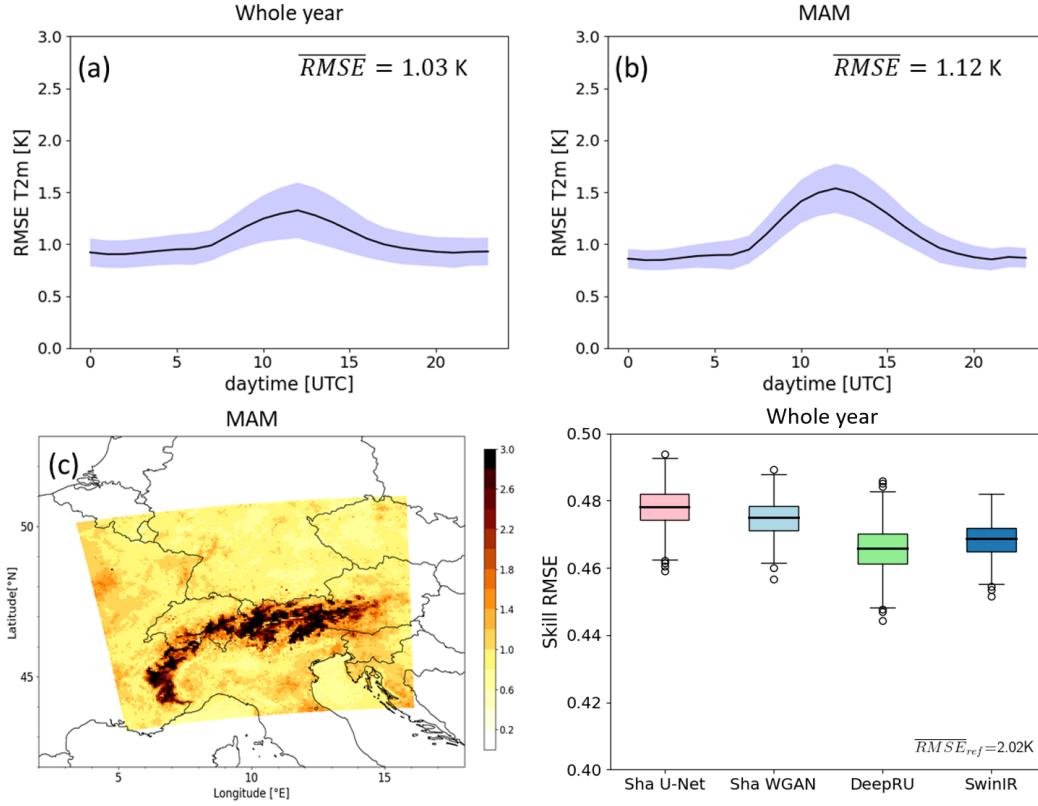 Whole year
(a)
RMSE = 1.03 K
3.0
2.5
2.0
1.5
1.0
0.5
0.0
RMSE T2m [K]
0 5 10 15 20
daytime [UTC]
MAM
(b)
RMSE = 1.12 K
3.0
2.5
2.0
1.5
1.0
0.5
0.0
RMSE T2m [K]
0 5 10 15 20
daytime [UTC]
MAM
(c)
50
45
Latitude[°N]
5 10 15
Longitude [°E]
3.0
2.6
2.2
1.8
1.4
1.0
0.6
0.2
Whole year
0.50
0.48
0.46
0.44
0.42
0.40
Skill RMSE
RMSE ref =2.02K
Sha U-Net Sha WGAN DeepRU SwinIR